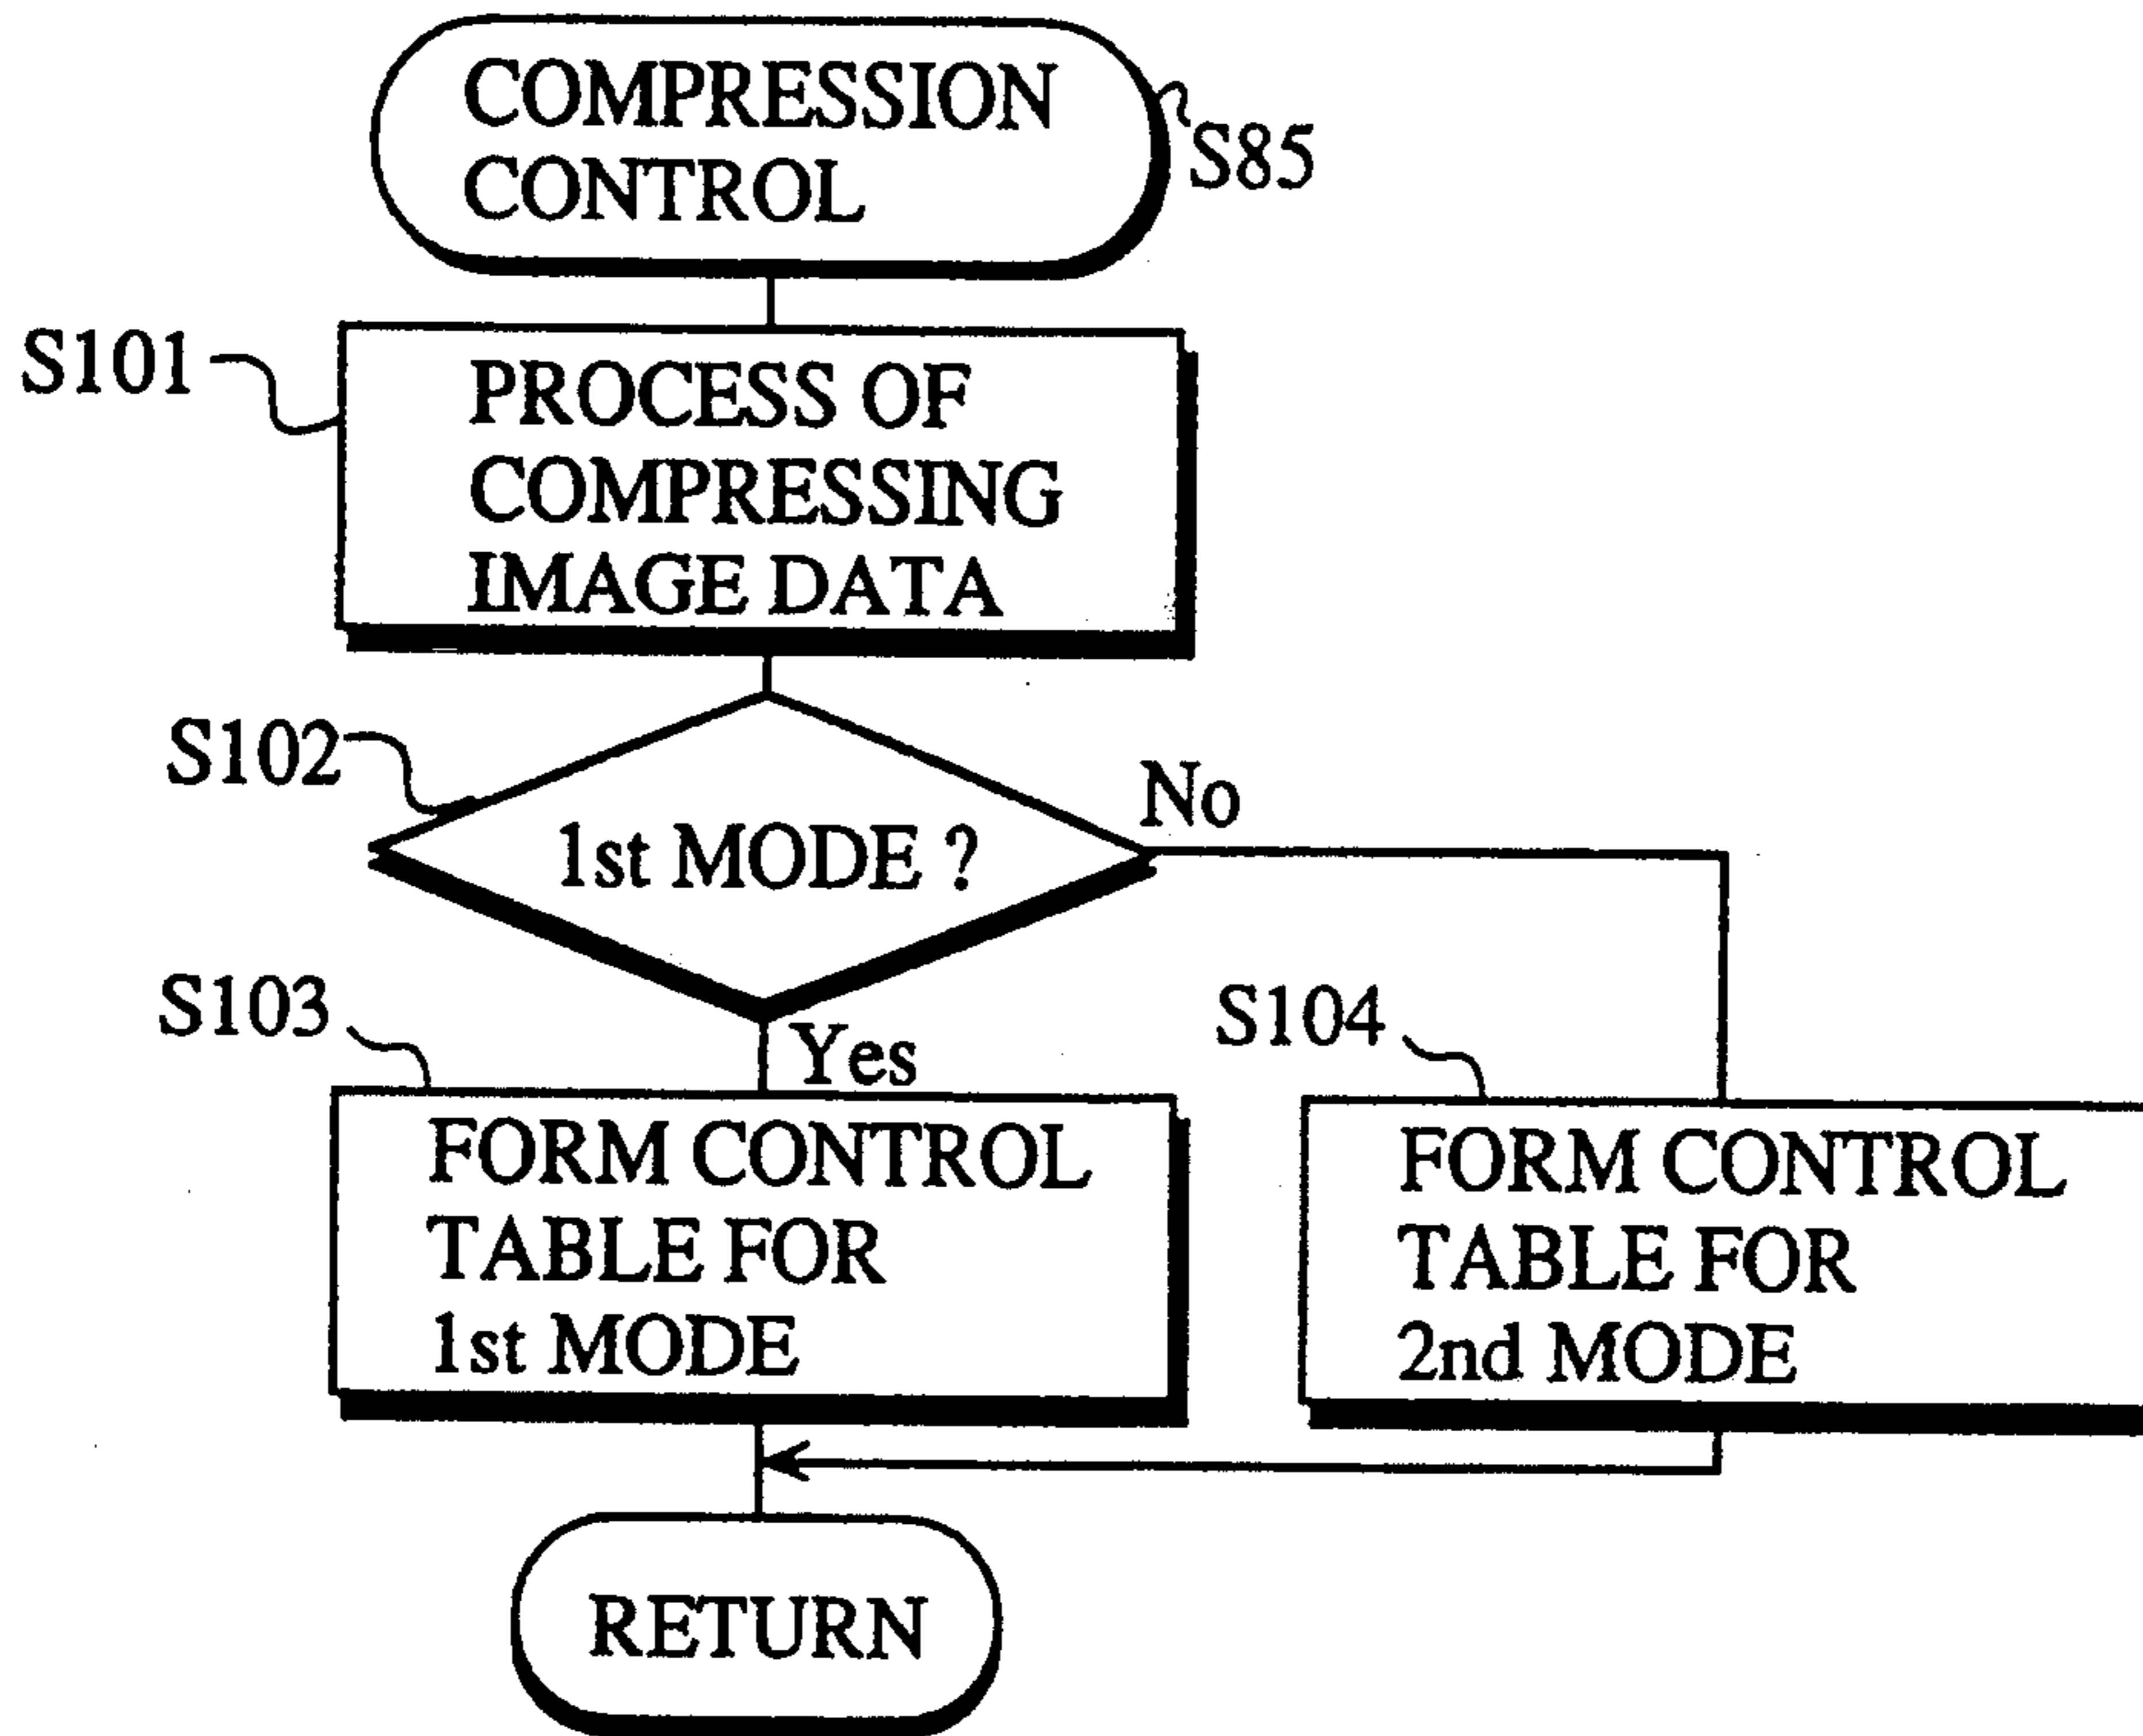 COMPRESSION
CONTROL
S85
S101
PROCESS OF
COMPRESSING
IMAGE DATA
S102
1st MODE ?
No
Yes
S103
FORM CONTROL
TABLE FOR
1st MODE
S104
FORM CONTROL
TABLE FOR
2nd MODE
RETURN